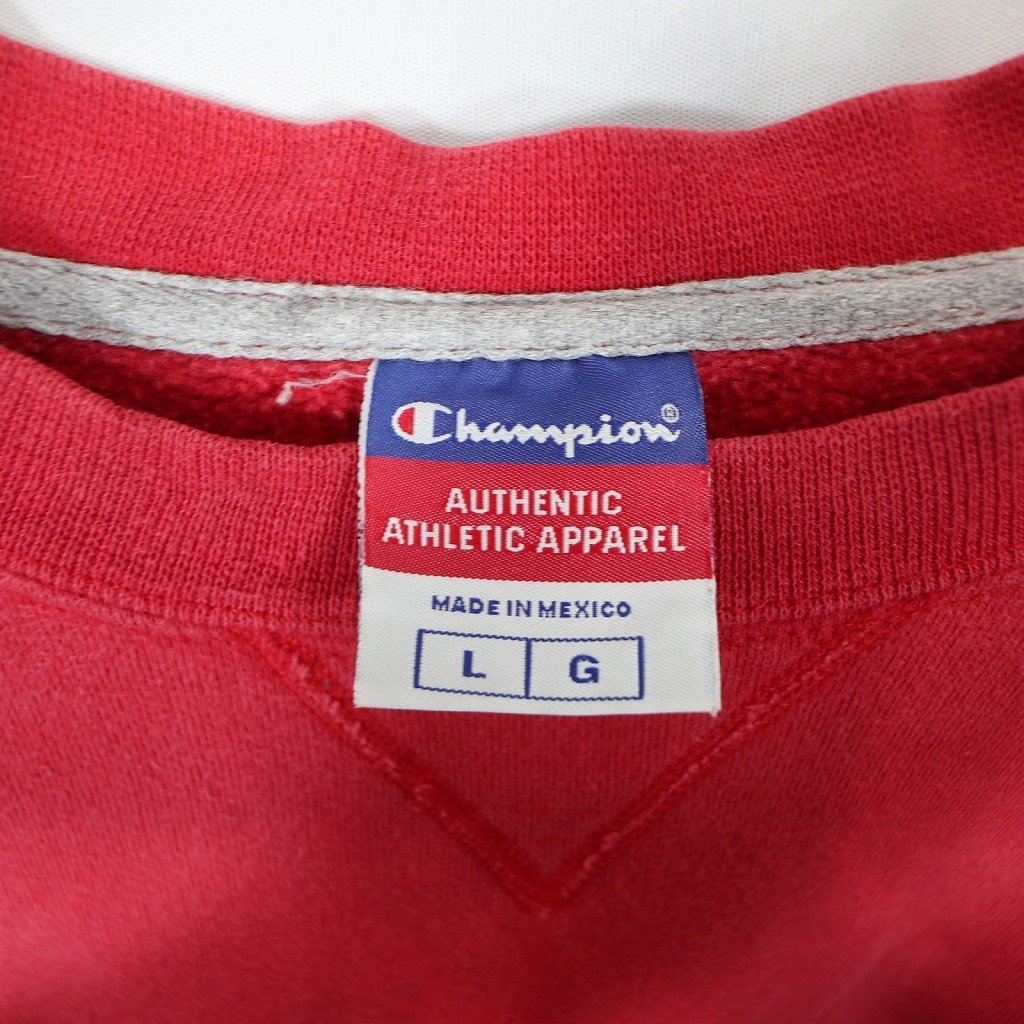 Champion®
AUTHENTIC
ATHLETIC APPAREL
MADE IN MEXICO
L G